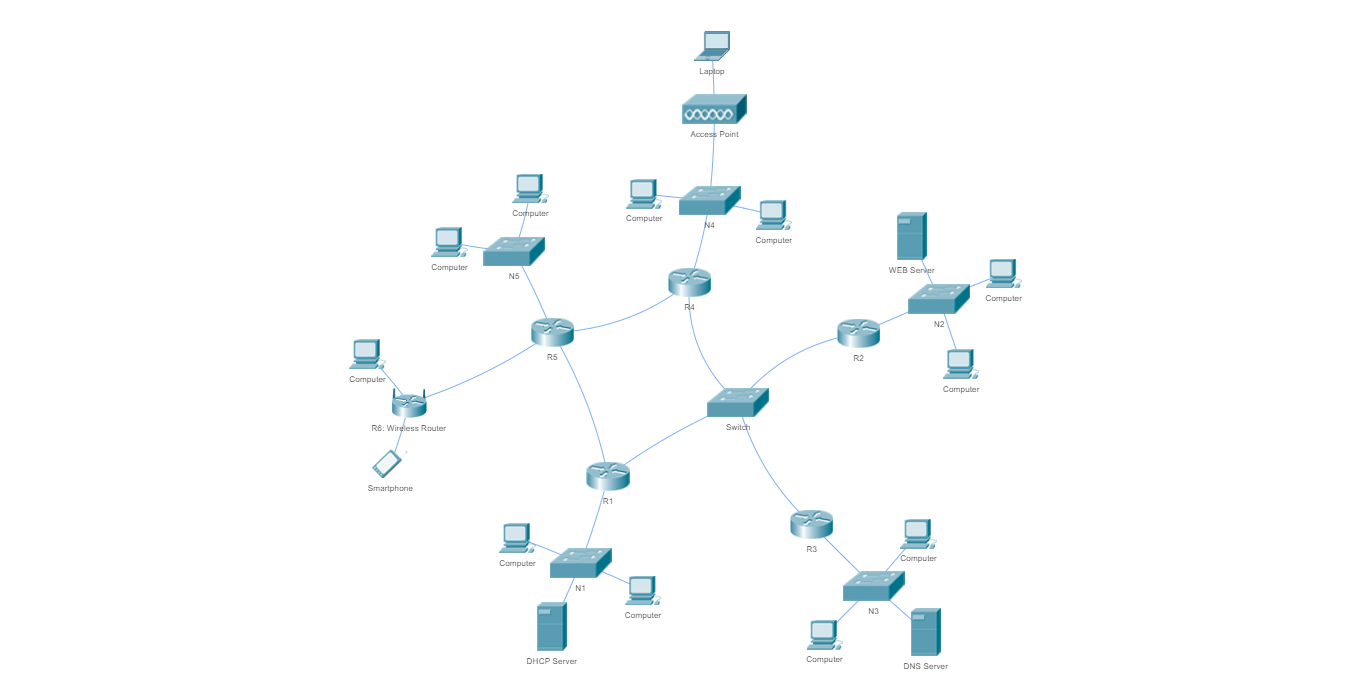 Laptop
Access Point
Computer
Computer
N4
Computer
Computer
N5
WEB Server
Computer
R4
N2
R5
R2
Computer
Computer
R6: Wireless Router
Switch
Smartphone
R1
R3
Computer
Computer
N1
Computer
N3
Computer
DHCP Server
DNS Server